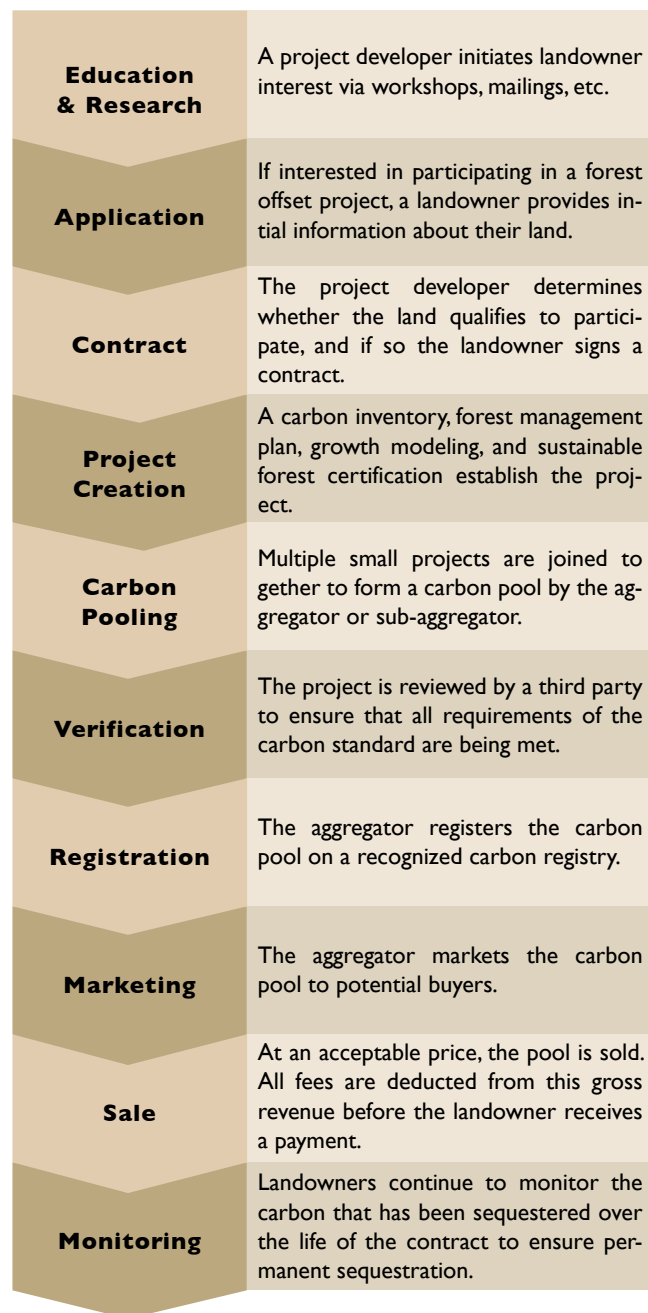 Education
& Research
A project developer initiates landowner
interest via workshops, mailings, etc.
Application
If interested in participating in a forest
offset project, a landowner provides in-
tial information about their land.
Contract
The project developer determines
whether the land qualifies to partici-
pate, and if so the landowner signs a
contract.
Project
Creation
A carbon inventory, forest management
plan, growth modeling, and sustainable
forest certification establish the proj-
ect.
Carbon
Pooling
Multiple small projects are joined to
gether to form a carbon pool by the ag-
gregator or sub-aggregator.
Verification
The project is reviewed by a third party
to ensure that all requirements of the
carbon standard are being met.
Registration
The aggregator registers the carbon
pool on a recognized carbon registry.
Marketing
The aggregator markets the carbon
pool to potential buyers.
Sale
At an acceptable price, the pool is sold.
All fees are deducted from this gross
revenue before the landowner receives
a payment.
Monitoring
Landowners continue to monitor the
carbon that has been sequestered over
the life of the contract to ensure per-
manent sequestration.